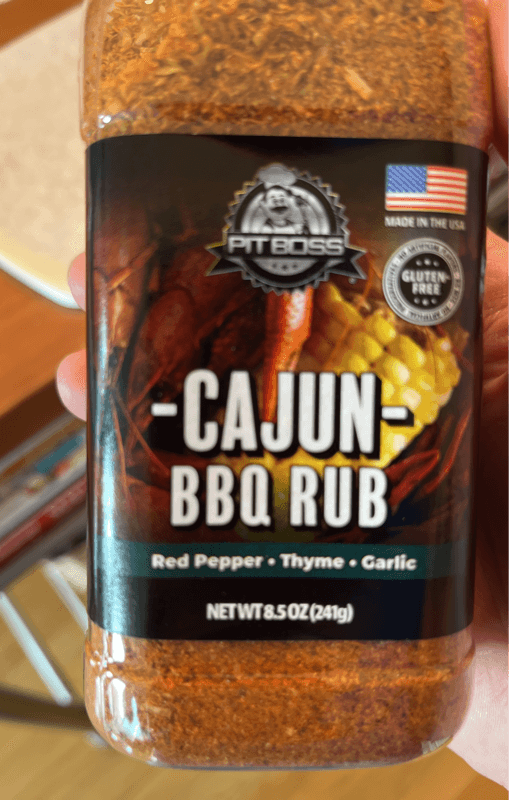 PIT BOSS
MADE IN THE USA
GLUTEN-
FREE
-CAJUN-
BBQ RUB
Red Pepper • Thyme • Garlic
NET WT 8.5 OZ (241g)